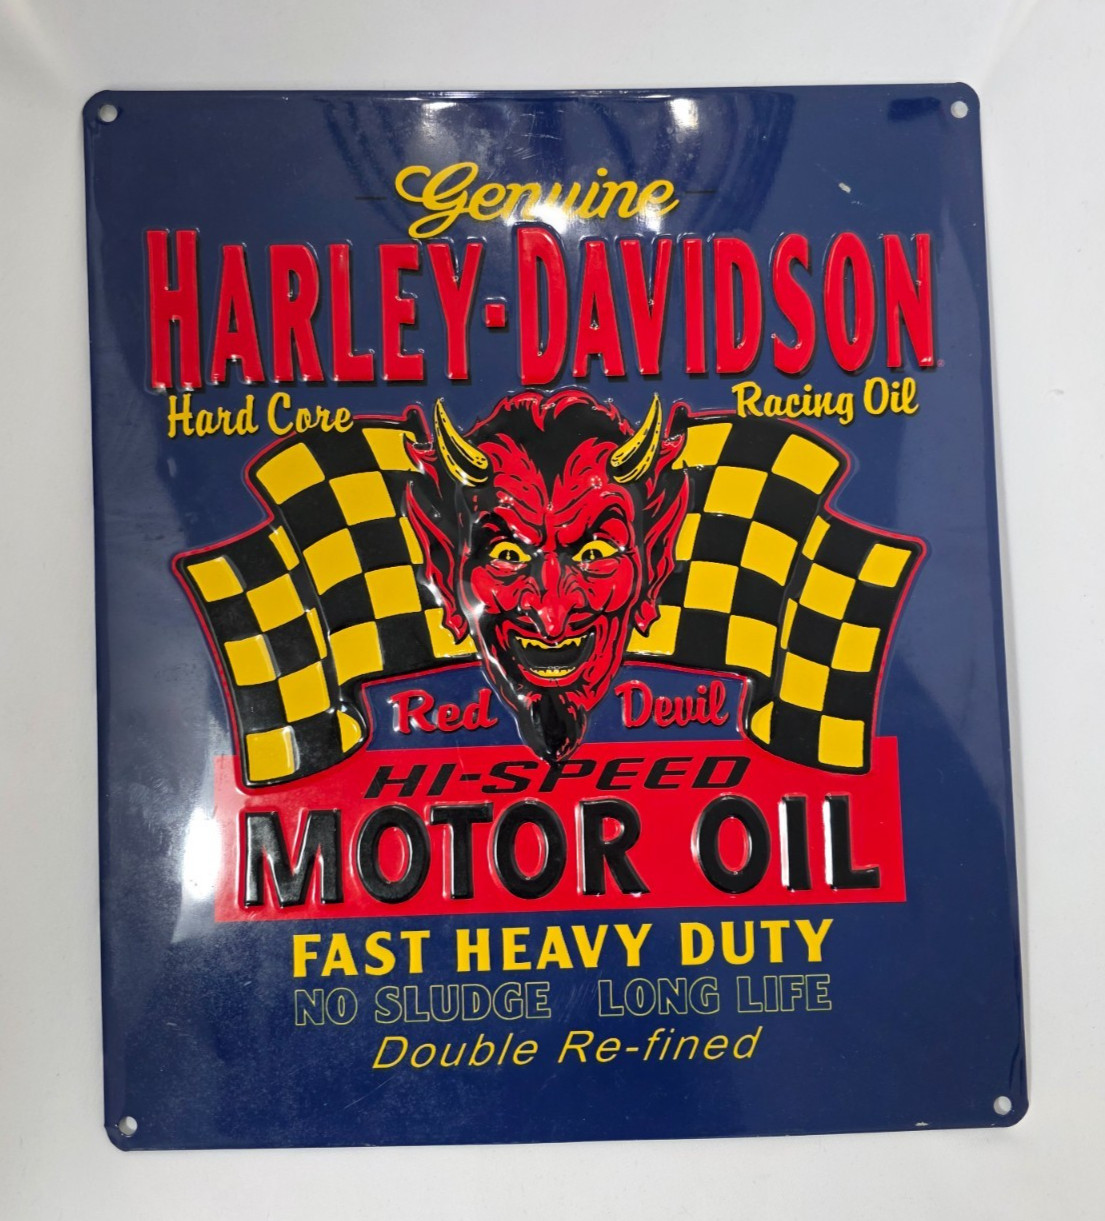 Genuine
HARLEY-DAVIDSON
Hard Core Racing Oil
Red Devil
HI-SPEED
MOTOR OIL
FAST HEAVY DUTY
NO SLUDGE LONG LIFE
Double Re-fined